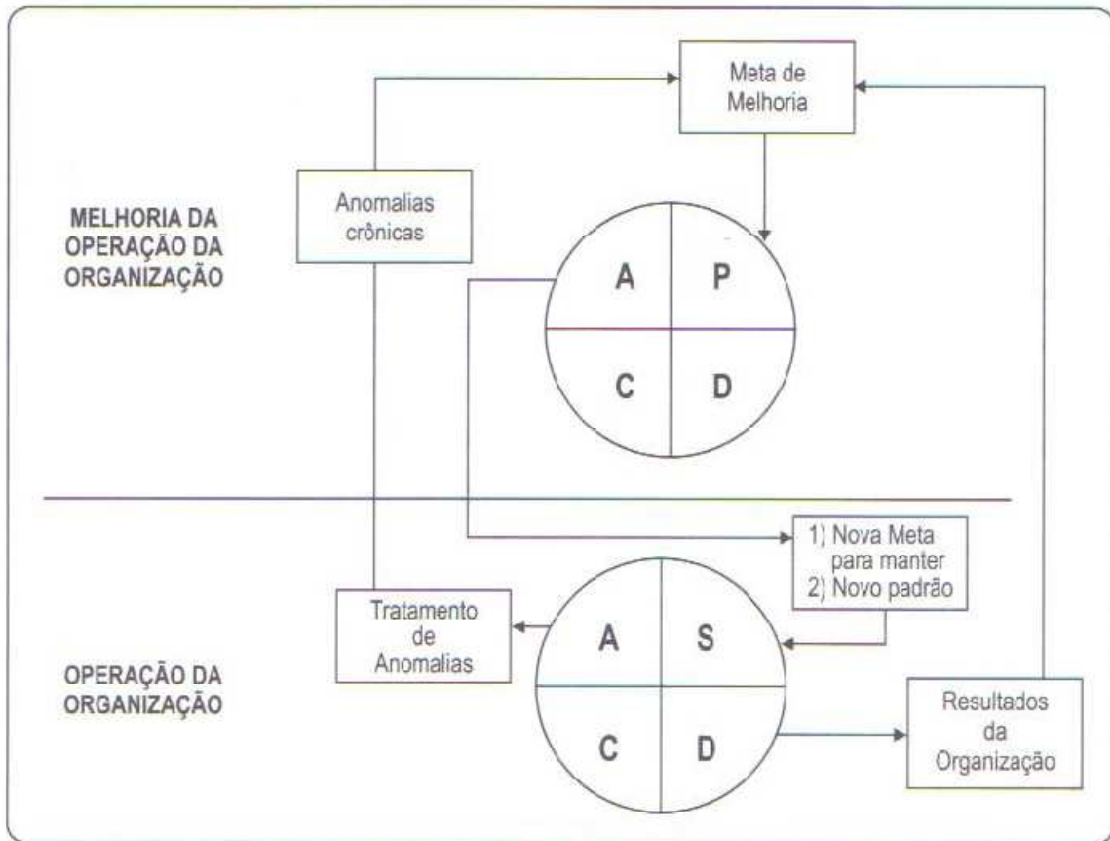 Meta de
Melhoria
Anomalias
crônicas
MELHORIA DA
OPERAÇÃO DA
ORGANIZAÇÃO
A
P
C
D
1) Nova Meta
para manter
2) Novo padrão
Tratamento
de
Anomalias
A
S
C
D
OPERAÇÃO DA
ORGANIZAÇÃO
Resultados
da
Organização